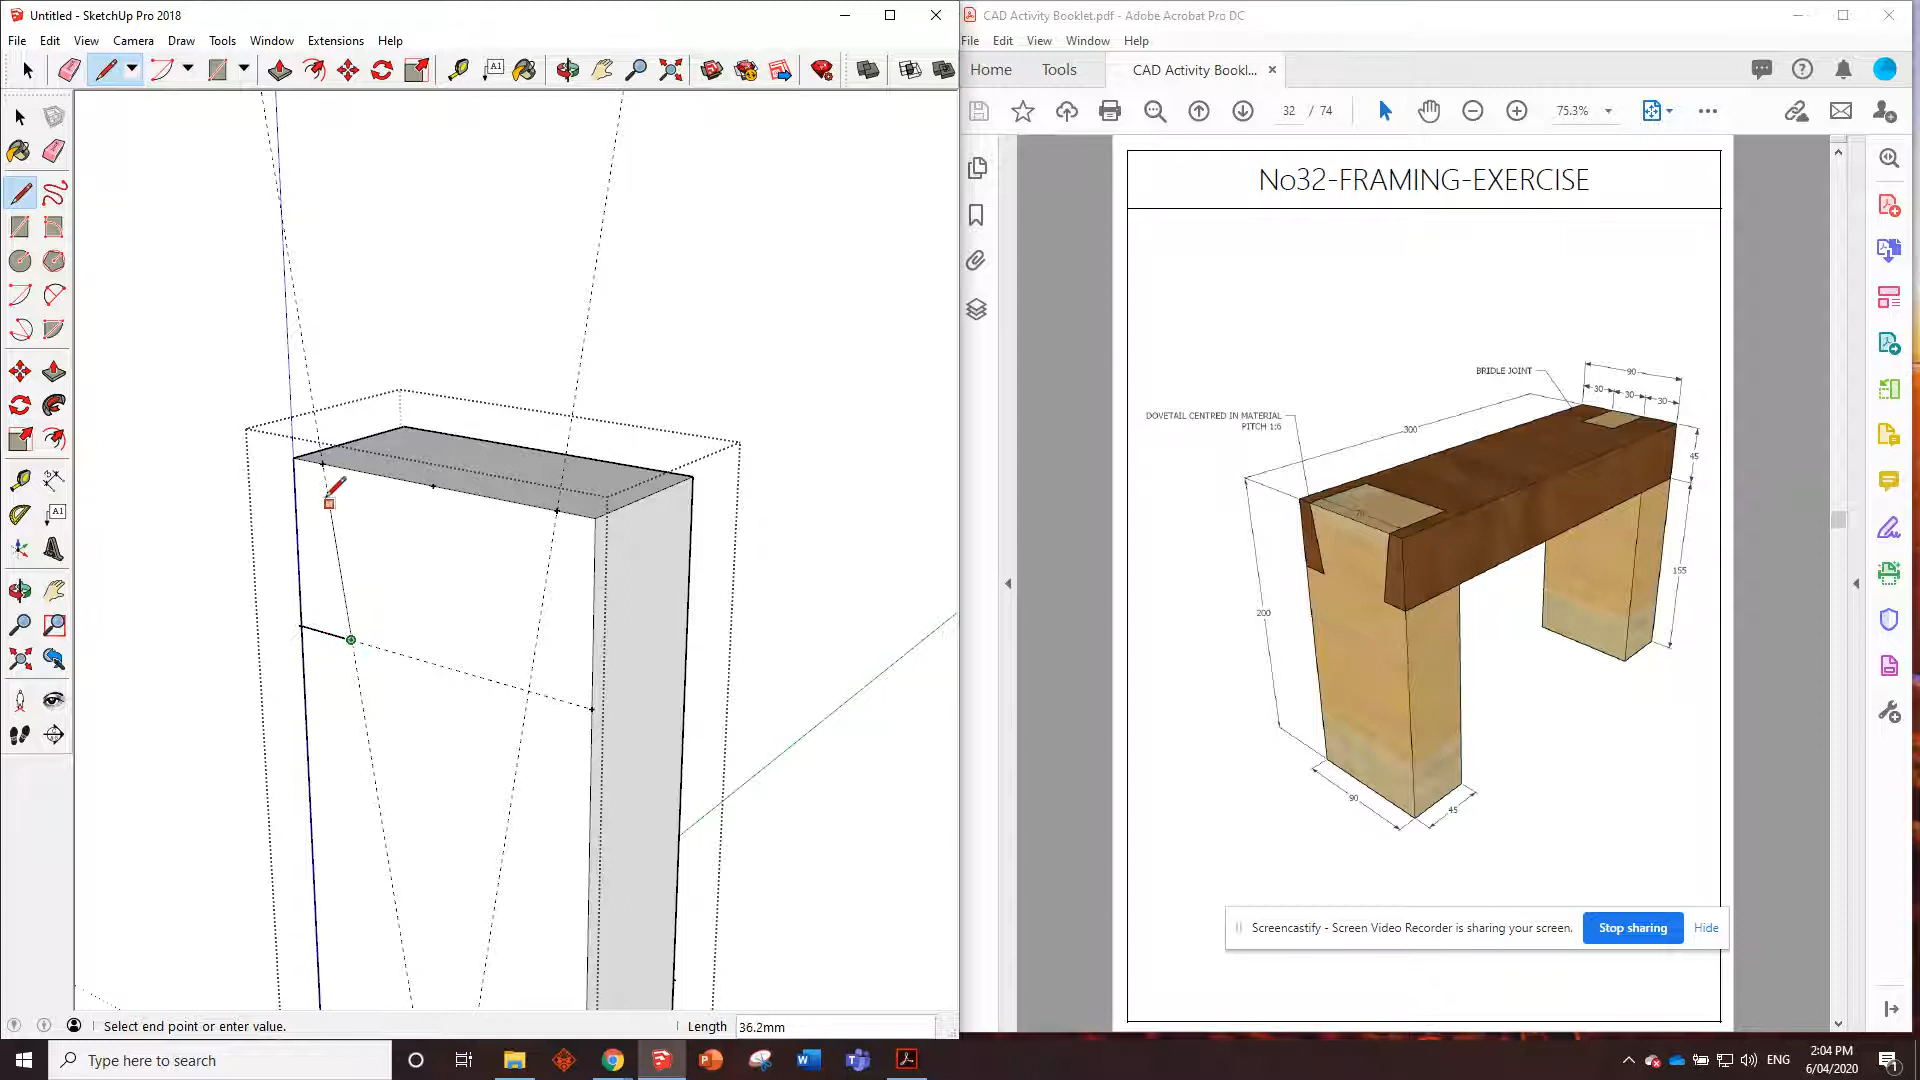 Untitled - SketchUp Pro 2018
File Edit View Camera Draw Tools Window Extensions Help
A1
A1
Select end point or enter value.
Length 36.2mm
CAD Activity Booklet.pdf - Adobe Acrobat Pro DC
File Edit View Window Help
Home Tools CAD Activity Bookl... ×
32 / 74 75.3%
No32-FRAMING-EXERCISE
BRIDLE JOINT
90
30 30 30
DOVETAIL CENTRED IN MATERIAL
PITCH 1:6
300
45
70
155
200
90
45
Screencastify - Screen Video Recorder is sharing your screen. Stop sharing Hide
Type here to search
ENG
2:04 PM
6/04/2020
1